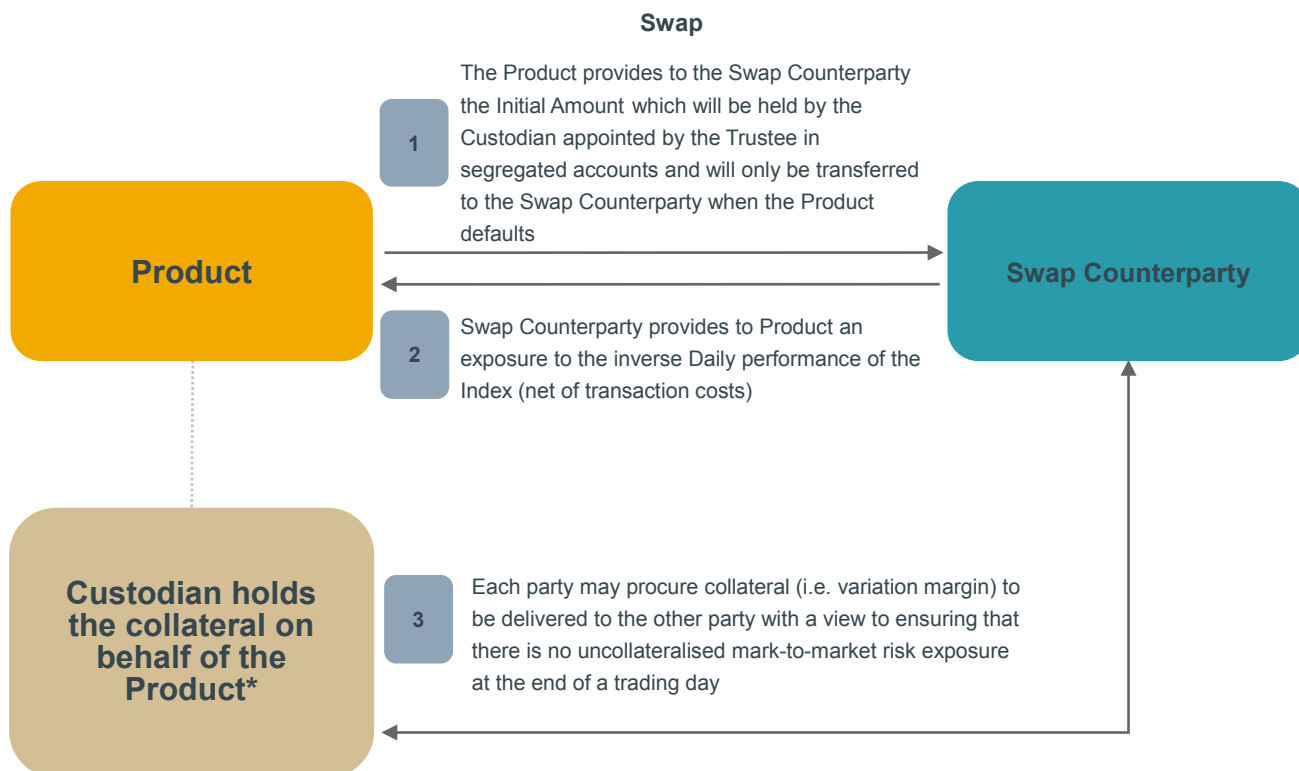 Swap
The Product provides to the Swap Counterparty
the Initial Amount which will be held by the
Custodian appointed by the Trustee in
segregated accounts and will only be transferred
to the Swap Counterparty when the Product
defaults
1
Product
Swap Counterparty
2
Swap Counterparty provides to Product an
exposure to the inverse Daily performance of the
Index (net of transaction costs)
Custodian holds
the collateral on
behalf of the
Product*
3
Each party may procure collateral (i.e. variation margin) to
be delivered to the other party with a view to ensuring that
there is no uncollateralised mark-to-market risk exposure
at the end of a trading day